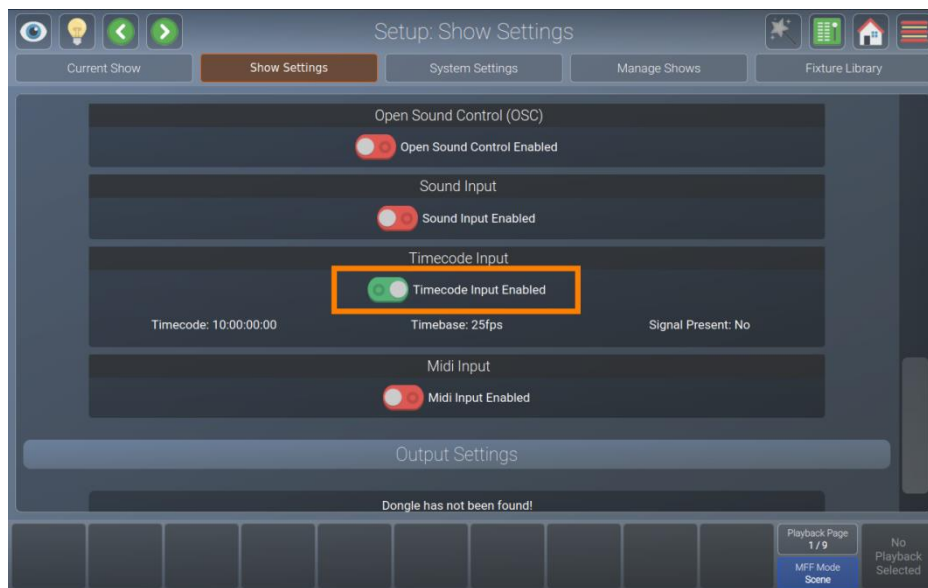 Setup: Show Settings
Current Show
Show Settings
System Settings
Manage Shows
Fixture Library
Open Sound Control (OSC)
Open Sound Control Enabled
Sound Input
Sound Input Enabled
Timecode Input
Timecode Input Enabled
Timecode: 10:00:00:00
Timebase: 25fps
Signal Present: No
Midi Input
Midi Input Enabled
Output Settings
Dongle has not been found!
Playback Page
1 / 9
MFF Mode
Scene
No
Playback
Selected